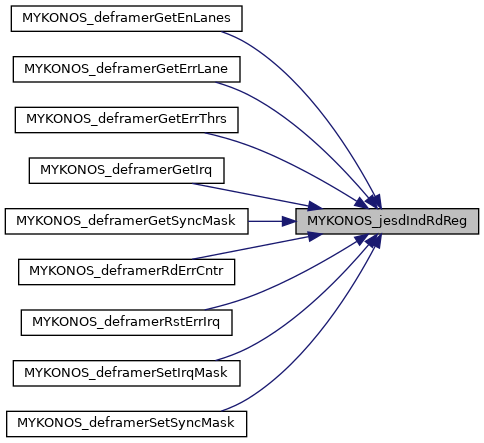 MYKONOS_deframerGetEnLanes
MYKONOS_deframerGetErrLane
MYKONOS_deframerGetErrThrs
MYKONOS_deframerGetIrq
MYKONOS_deframerGetSyncMask
MYKONOS_jesdIndRdReg
MYKONOS_deframerRdErrCntr
MYKONOS_deframerRstErrIrq
MYKONOS_deframerSetIrqMask
MYKONOS_deframerSetSyncMask